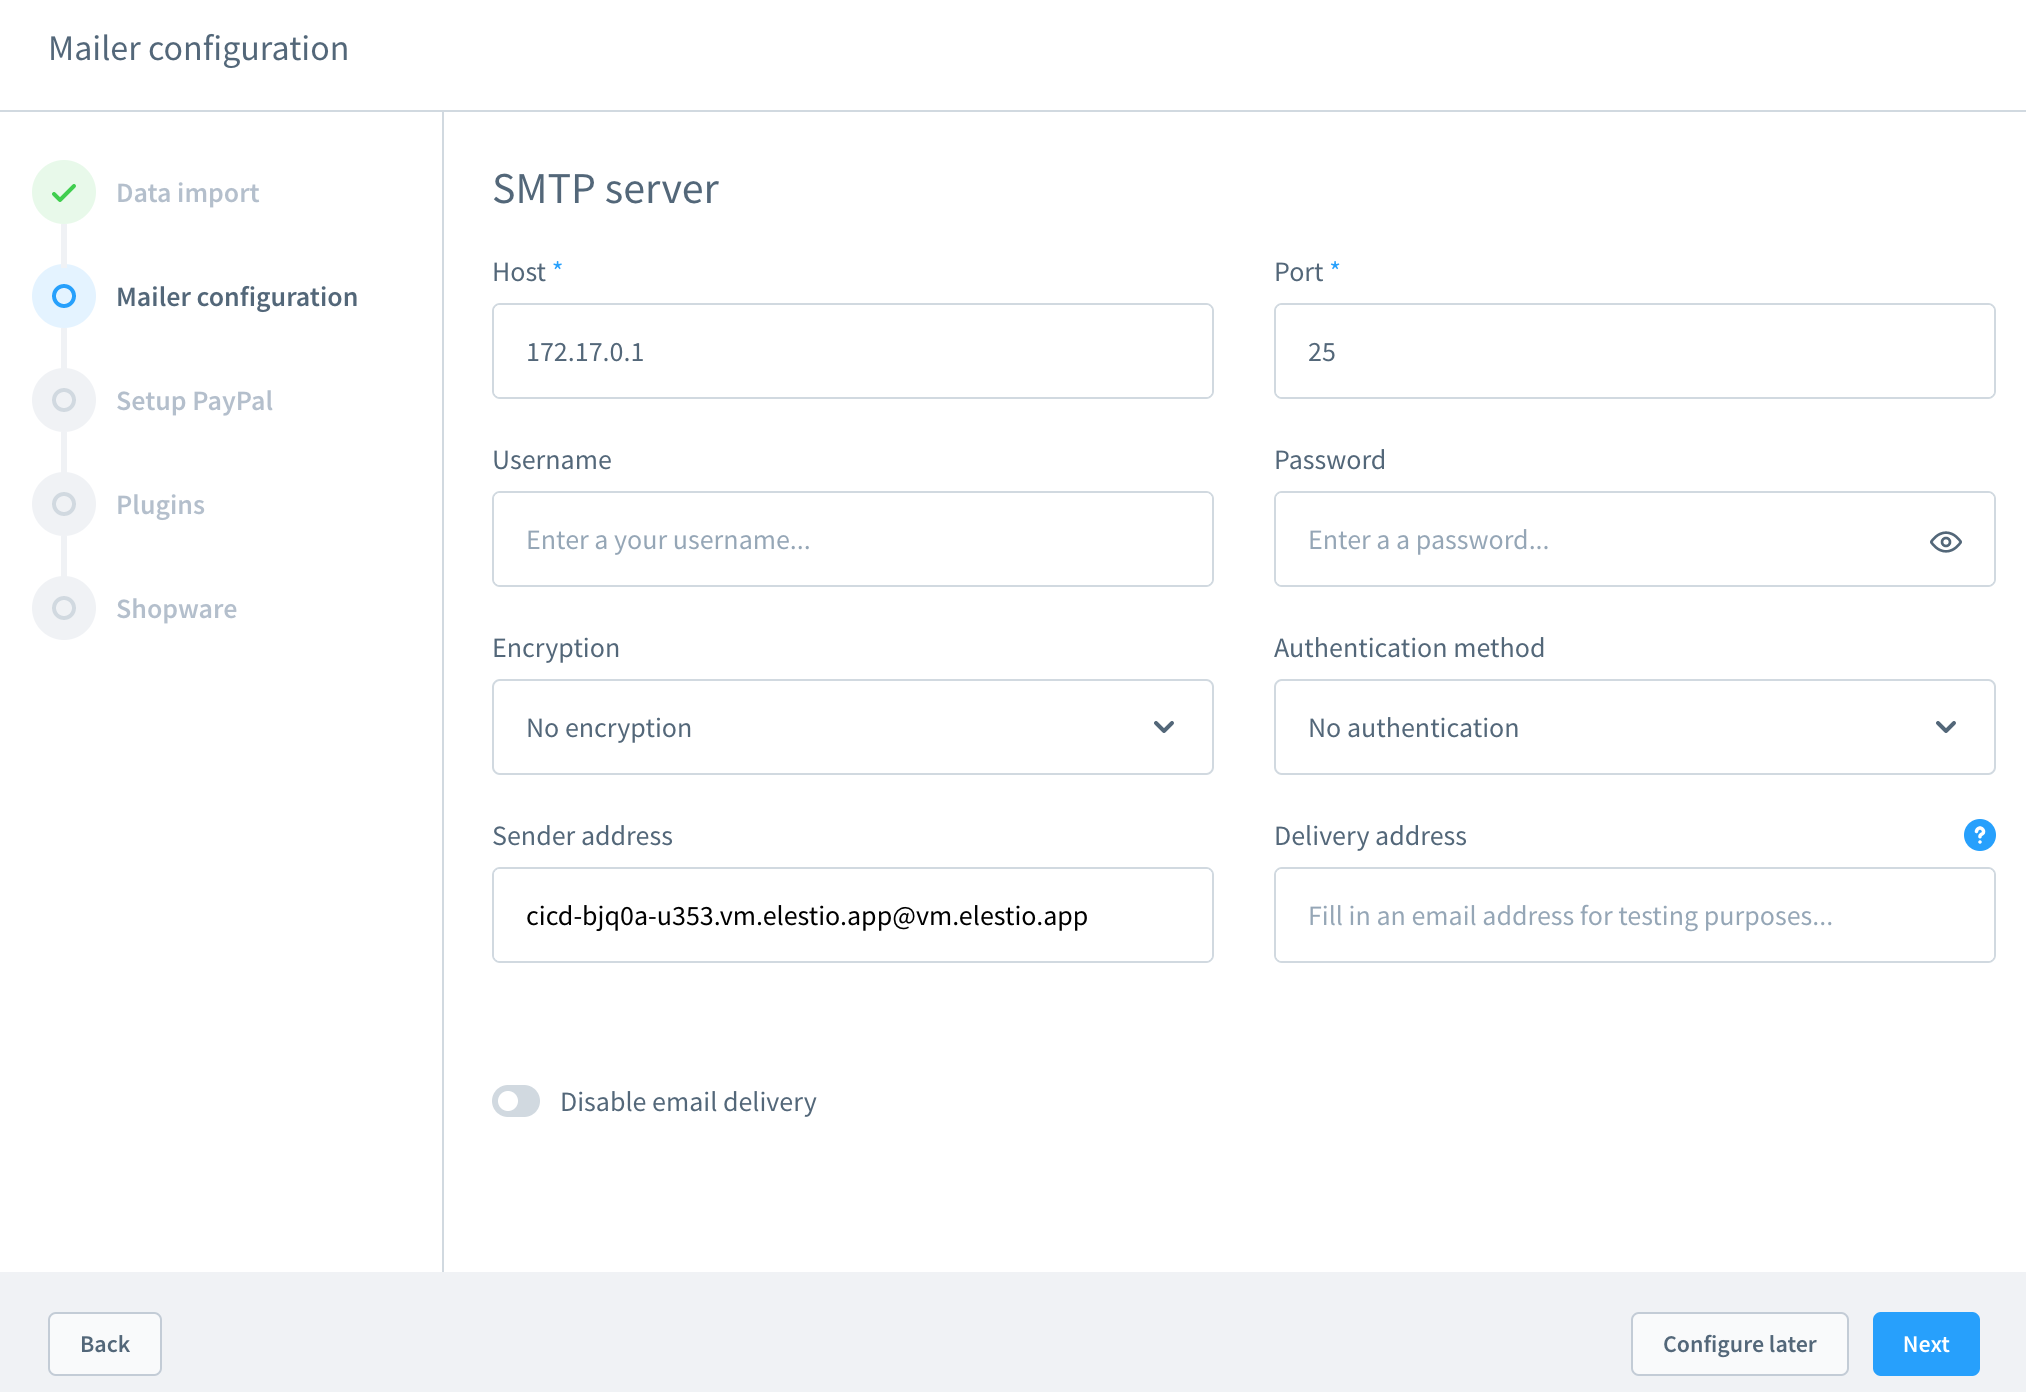 Mailer configuration
Data import
Mailer configuration
Setup PayPal
Plugins
Shopware
SMTP server
Host *
Port *
172.17.0.1
25
Username
Password
Enter a your username...
Enter a a password...
Encryption
Authentication method
No encryption
No authentication
Sender address
Delivery address
?
cicd-bjq0a-u353.vm.elestio.app@vm.elestio.app
Fill in an email address for testing purposes...
Disable email delivery
Back
Configure later
Next